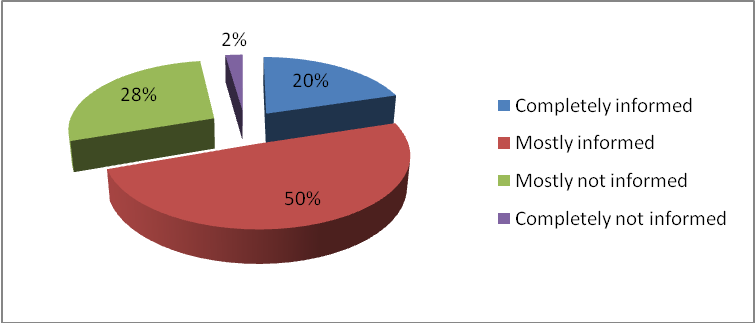 2%
20%
28%
50%
Completely informed
Mostly informed
Mostly not informed
Completely not informed